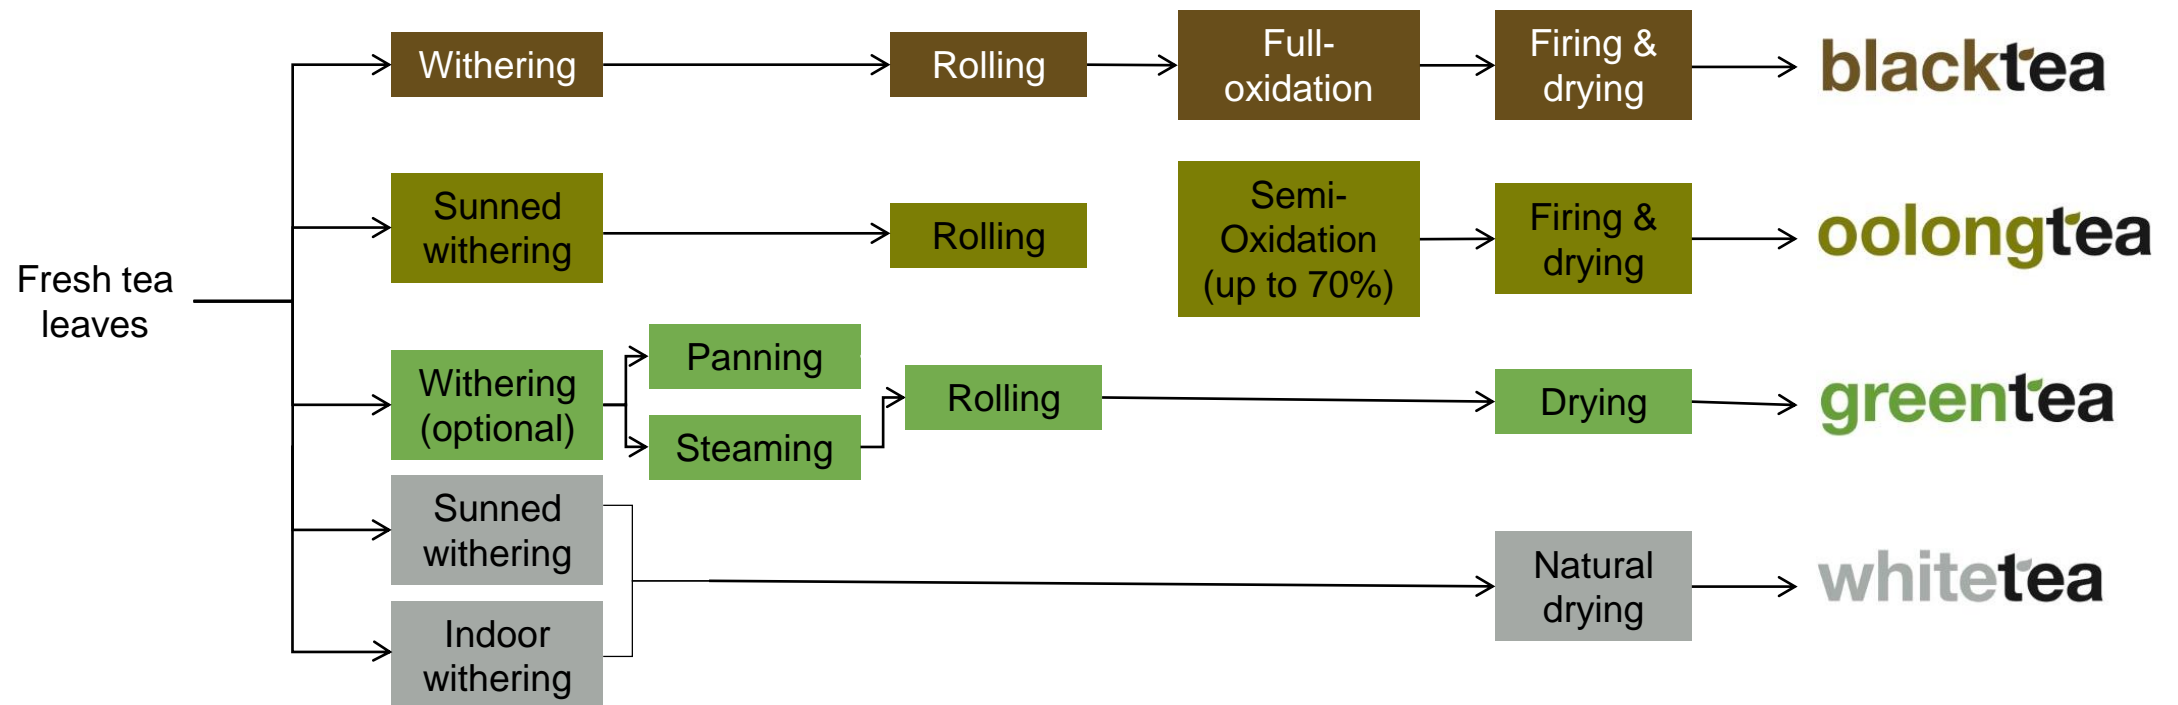 Fresh tea
leaves
Withering
Rolling
Full-
oxidation
Firing &
drying
blacktea
Sunned
withering
Rolling
Semi-
Oxidation
(up to 70%)
Firing &
drying
oolongtea
Withering
(optional)
Panning
Steaming
Rolling
Drying
greentea
Sunned
withering
Indoor
withering
Natural
drying
whitetea